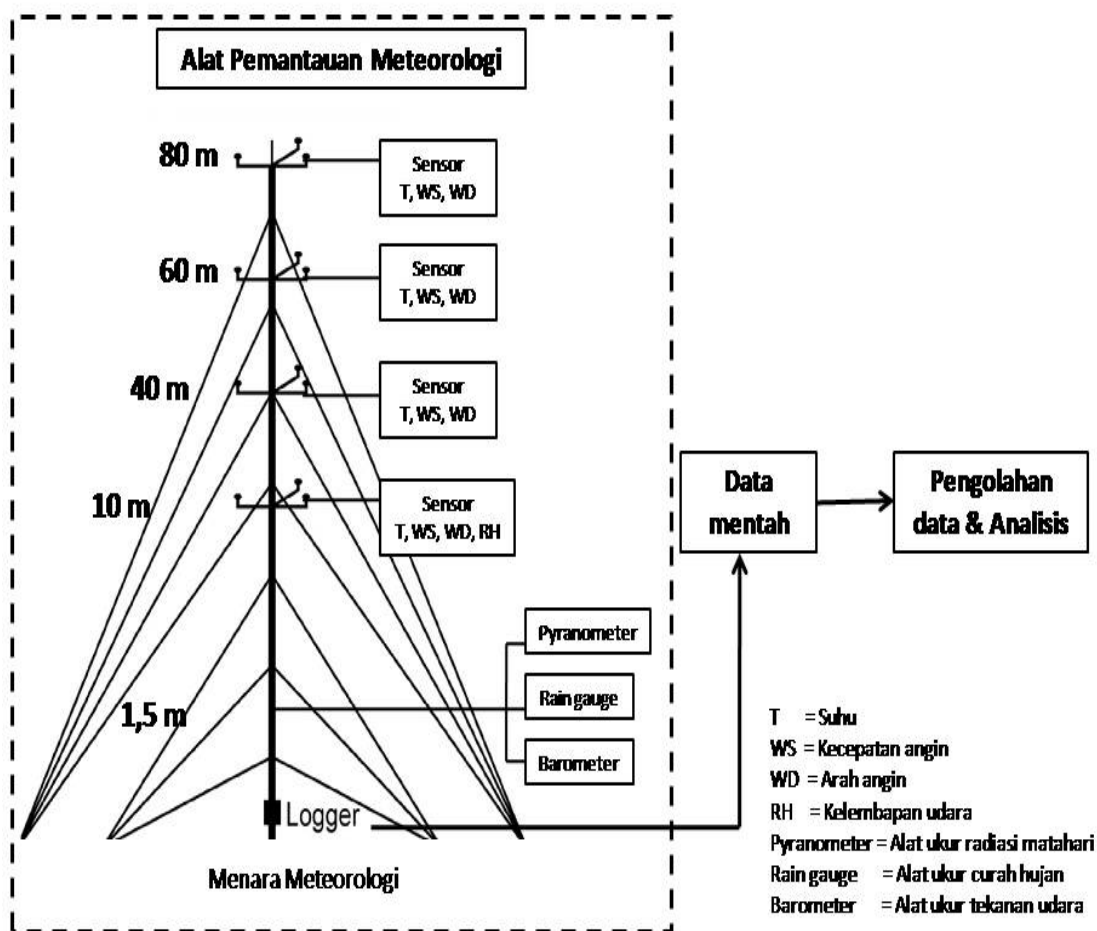 Alat Pemantauan Meteorologi
80 m
Sensor
T, WS, WD
60 m
Sensor
T, WS, WD
40 m
Sensor
T, WS, WD
10 m
Sensor
T, WS, WD, RH
Data
mentah
Pengolahan
data & Analisis
Pyranometer
1,5 m
Rain gauge
Barometer
Logger
Menara Meteorologi
T = Suhu
WS = Kecepatan angin
WD = Arah angin
RH = Kelembapan udara
Pyranometer = Alat ukur radiasi matahari
Rain gauge = Alat ukur curah hujan
Barometer = Alat ukur tekanan udara